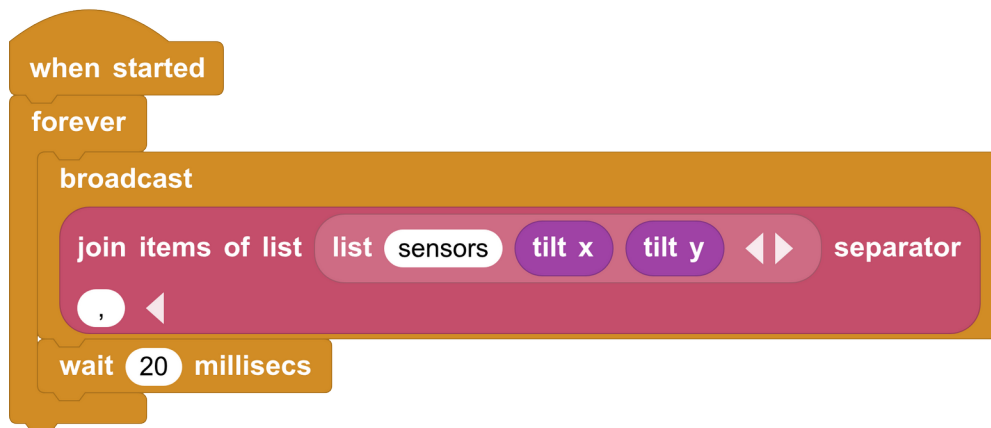 when started
forever
broadcast
join items of list list sensors tilt x tilt y separator
,
wait 20 millisecs